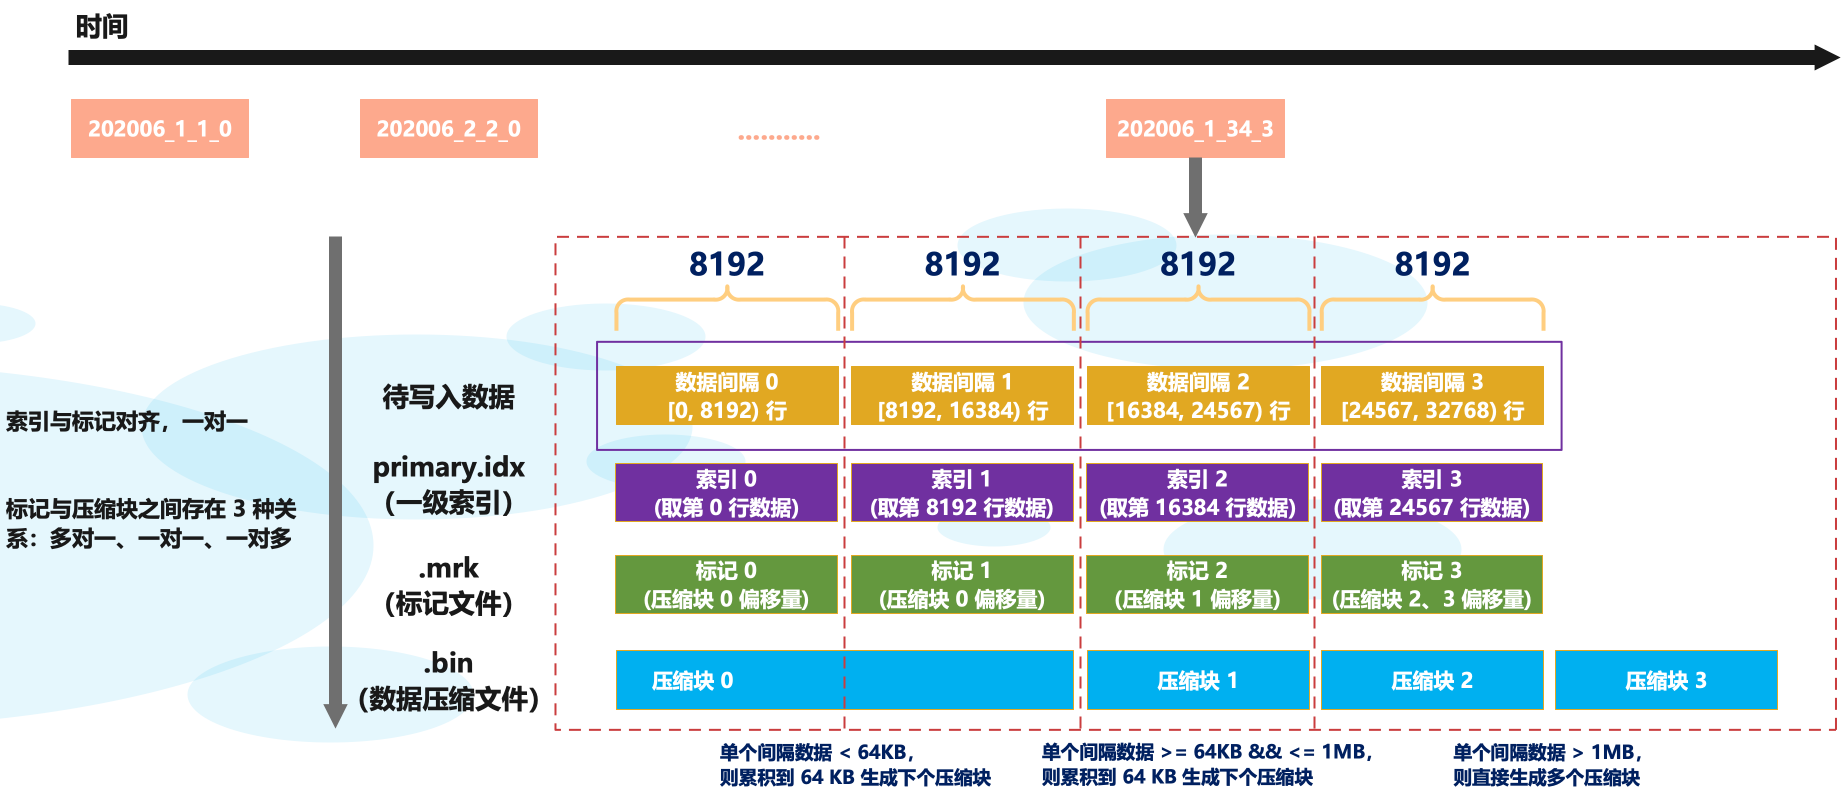 时间
202006_1_1_0
202006_2_2_0
202006_1_34_3
8192
8192
8192
8192
待写入数据
数据间隔 0
[0, 8192) 行
数据间隔 1
[8192, 16384) 行
数据间隔 2
[16384, 24567) 行
数据间隔 3
[24567, 32768) 行
索引与标记对齐，一对一
标记与压缩块之间存在 3 种关
系：多对一、一对一、一对多
primary.idx
（一级索引）
索引 0
(取第 0 行数据)
索引 1
(取第 8192 行数据)
索引 2
(取第 16384 行数据)
索引 3
(取第 24567 行数据)
.mrk
（标记文件）
标记 0
(压缩块 0 偏移量)
标记 1
(压缩块 0 偏移量)
标记 2
(压缩块 1 偏移量)
标记 3
(压缩块 2、3 偏移量)
.bin
（数据压缩文件）
压缩块 0
压缩块 1
压缩块 2
压缩块 3
单个间隔数据 < 64KB，
则累积到 64 KB 生成下个压缩块
单个间隔数据 >= 64KB && <= 1MB，
则累积到 64 KB 生成下个压缩块
单个间隔数据 > 1MB，
则直接生成多个压缩块